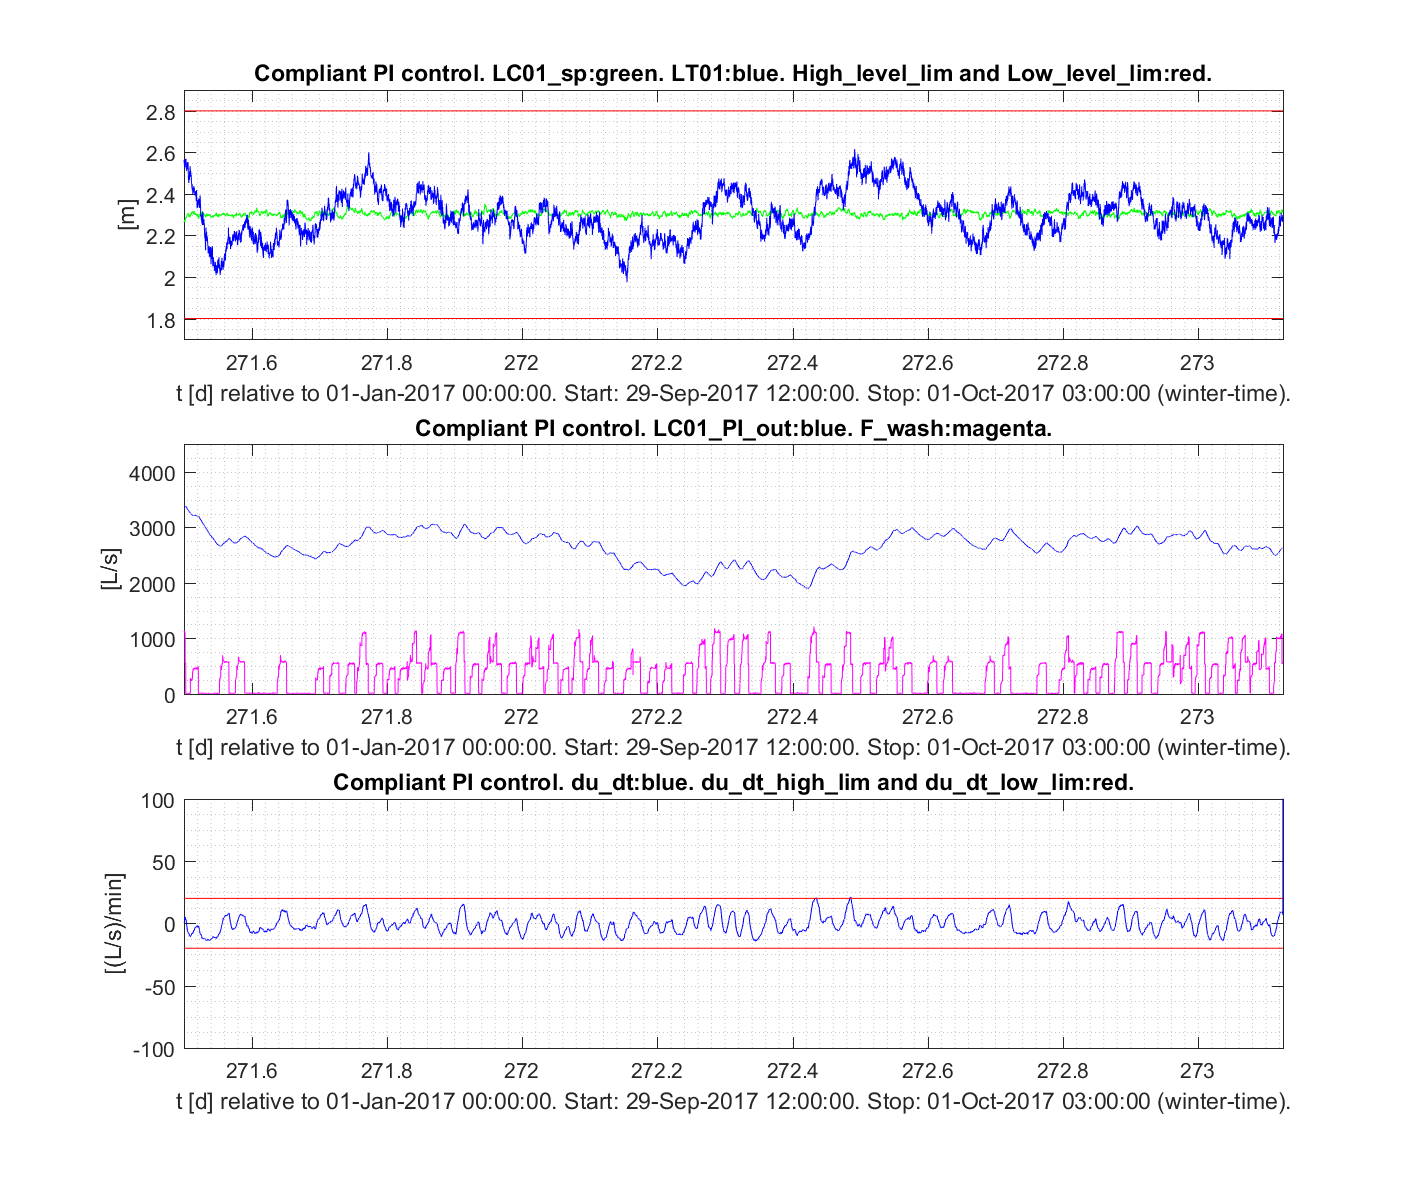 Compliant PI control. LC01_sp:green. LT01:blue. High_level_lim and Low_level_lim:red.
2.8
2.6
2.4
2.2
2
1.8
[m]
271.6 271.8 272 272.2 272.4 272.6 272.8 273
t [d] relative to 01-Jan-2017 00:00:00. Start: 29-Sep-2017 12:00:00. Stop: 01-Oct-2017 03:00:00 (winter-time).
Compliant PI control. LC01_PI_out:blue. F_wash:magenta.
4000
3000
2000
1000
0
[L/s]
271.6 271.8 272 272.2 272.4 272.6 272.8 273
t [d] relative to 01-Jan-2017 00:00:00. Start: 29-Sep-2017 12:00:00. Stop: 01-Oct-2017 03:00:00 (winter-time).
Compliant PI control. du_dt:blue. du_dt_high_lim and du_dt_low_lim:red.
100
50
0
-50
-100
[(L/s)/min]
271.6 271.8 272 272.2 272.4 272.6 272.8 273
t [d] relative to 01-Jan-2017 00:00:00. Start: 29-Sep-2017 12:00:00. Stop: 01-Oct-2017 03:00:00 (winter-time).